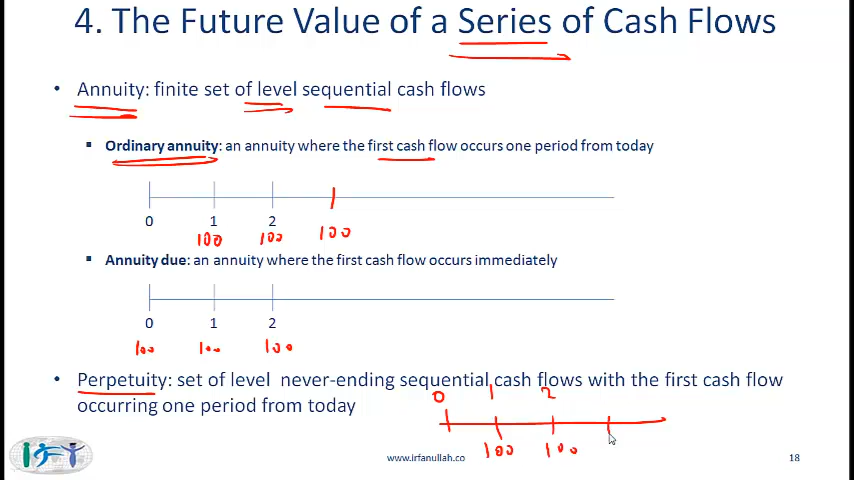 4. The Future Value of a Series of Cash Flows
• Annuity: finite set of level sequential cash flows
▪ Ordinary annuity: an annuity where the first cash flow occurs one period from today
0 1 2
100 100 100
▪ Annuity due: an annuity where the first cash flow occurs immediately
0 1 2
100 100 100
• Perpetuity: set of level never-ending sequential cash flows with the first cash flow
occurring one period from today
0 1 2
100 100
IFT
www.irfanullah.co 18